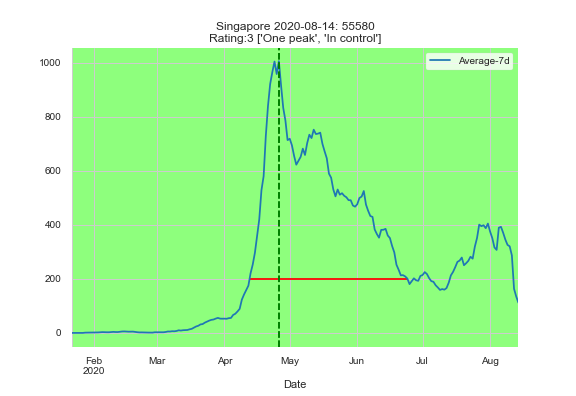 Singapore 2020-08-14: 55580
Rating:3 ['One peak', 'In control']
Average-7d
1000
800
600
400
200
0
Feb Mar Apr May Jun Jul Aug
2020
Date